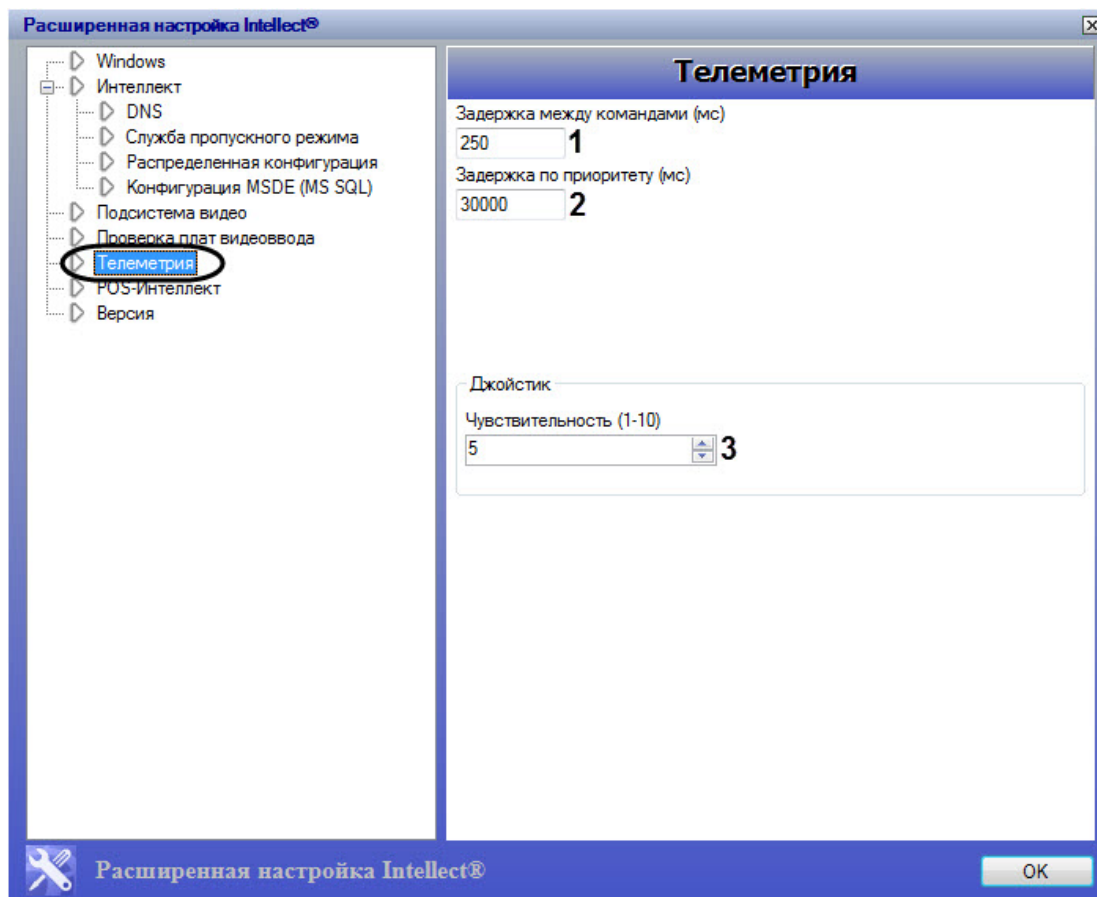 Расширенная настройка Intellect®
Windows
Интеллект
DNS
Служба пропускного режима
Распределенная конфигурация
Конфигурация MSDE (MS SQL)
Подсистема видео
Проверка плат видеоввода
Телеметрия
POS-Интеллект
Версия
Телеметрия
Задержка между командами (мс)
250 1
Задержка по приоритету (мс)
30000 2
Джойстик
Чувствительность (1-10)
5 3
Расширенная настройка Intellect®
OK